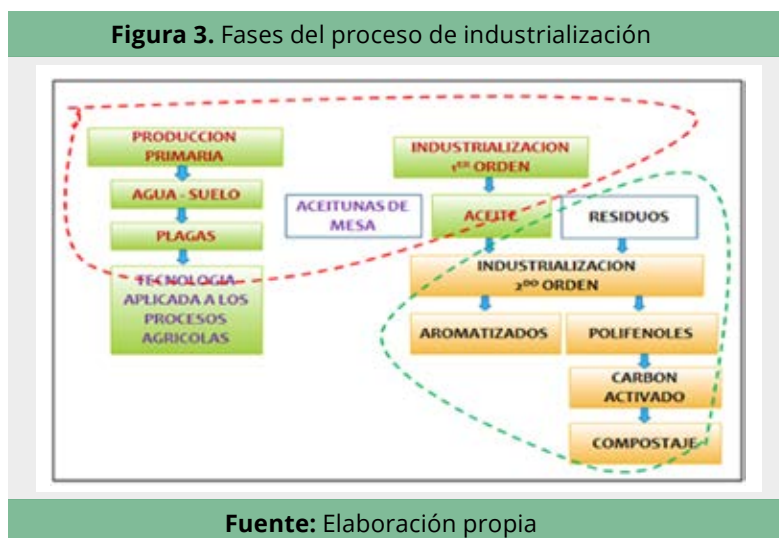 Figura 3. Fases del proceso de industrialización
PRODUCCION
PRIMARIA
AGUA - SUELO
PLAGAS
TECNOLOGIA
APLICADA A LOS
PROCESOS
AGRICOLAS
ACEITUNAS DE
MESA
INDUSTRIALIZACION
1ER ORDEN
ACEITE
RESIDUOS
INDUSTRIALIZACION
2DO ORDEN
AROMATIZADOS
POLIFENOLES
CARBON
ACTIVADO
COMPOSTAJE
Fuente: Elaboración propia